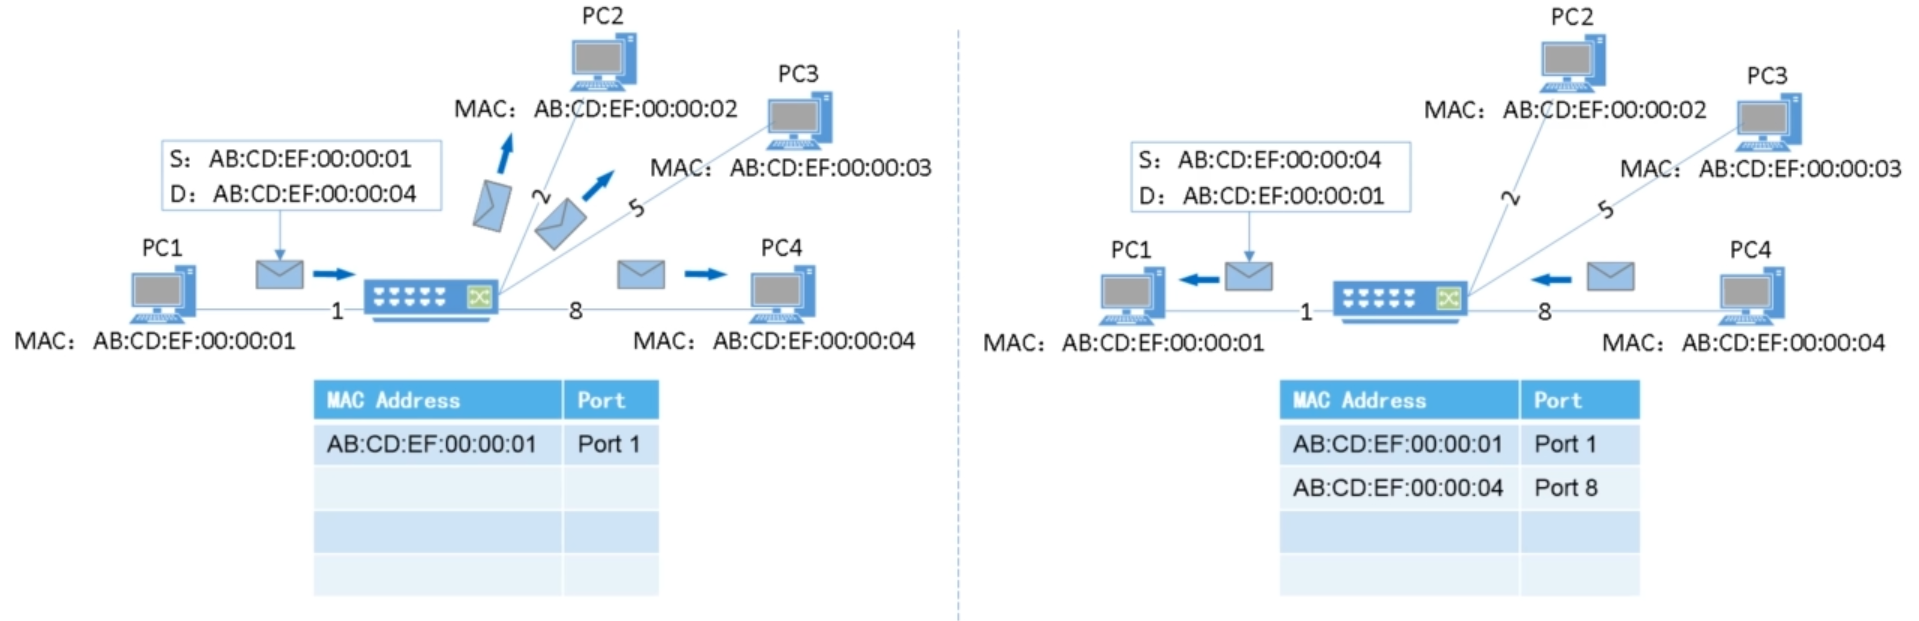 PC2
PC3
MAC： AB:CD:EF:00:00:02
S： AB:CD:EF:00:00:01
D： AB:CD:EF:00:00:04
MAC： AB:CD:EF:00:00:03
2
5
PC1
PC4
1
8
MAC： AB:CD:EF:00:00:01
MAC： AB:CD:EF:00:00:04
MAC Address Port
AB:CD:EF:00:00:01 Port 1
PC2
PC3
MAC： AB:CD:EF:00:00:02
S： AB:CD:EF:00:00:04
D： AB:CD:EF:00:00:01
MAC： AB:CD:EF:00:00:03
2
5
PC1
PC4
1
8
MAC： AB:CD:EF:00:00:01
MAC： AB:CD:EF:00:00:04
MAC Address Port
AB:CD:EF:00:00:01 Port 1
AB:CD:EF:00:00:04 Port 8